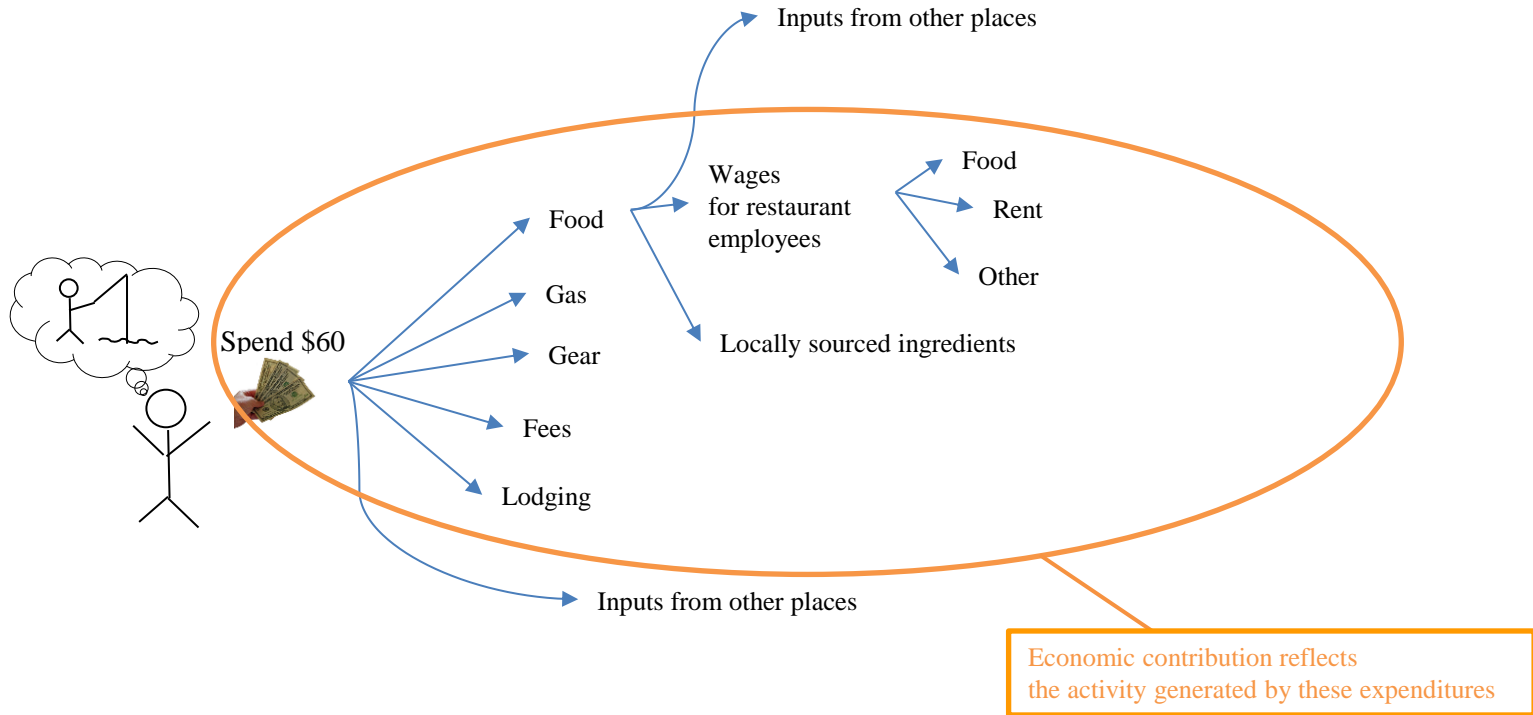 Inputs from other places
Food
Wages
for restaurant
employees
Rent
Food
Other
Gas
Spend $60
Locally sourced ingredients
Gear
Fees
Lodging
Inputs from other places
Economic contribution reflects
the activity generated by these expenditures